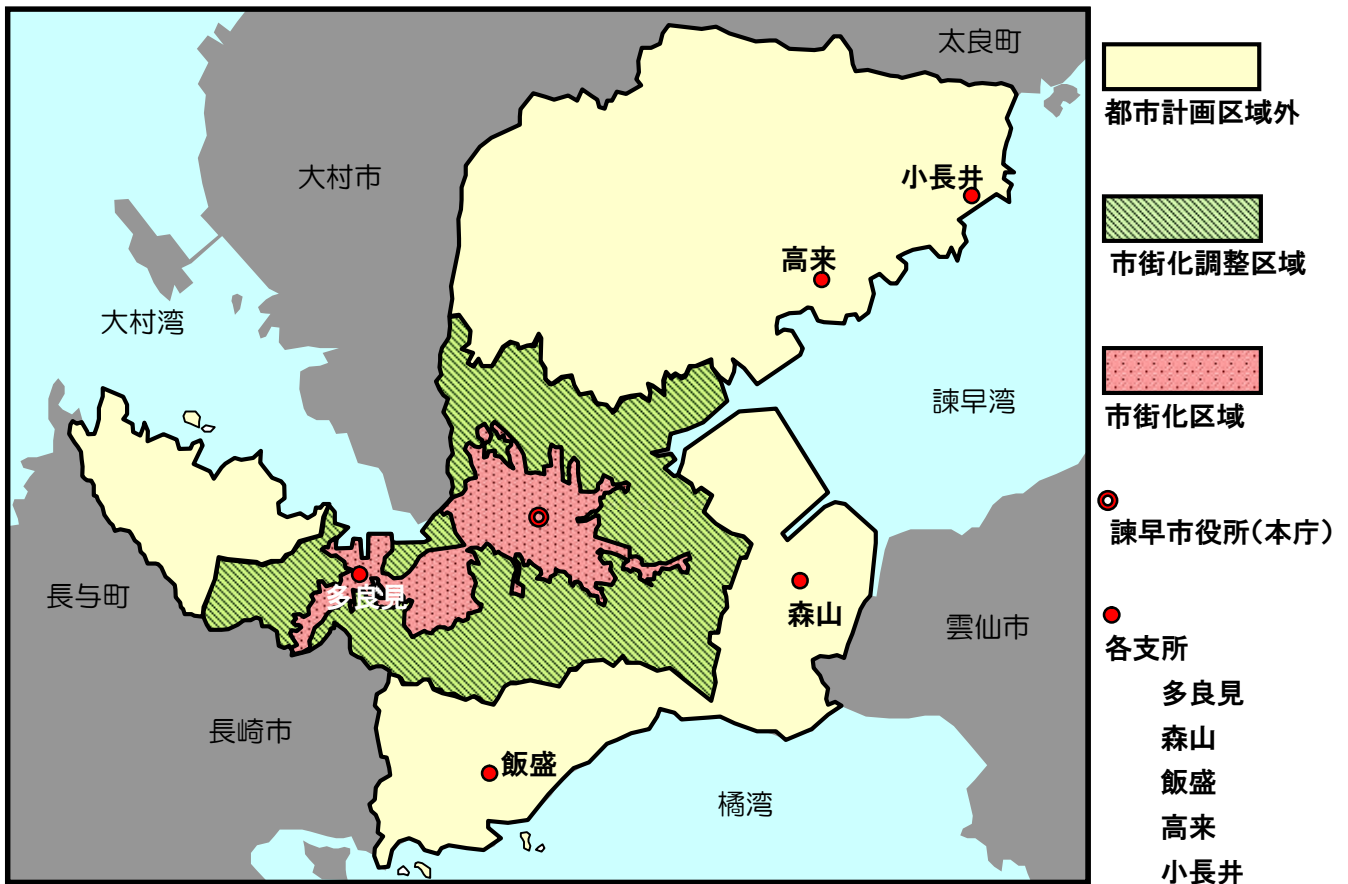 太良町
大村市
小長井
高来
大村湾
諫早湾
長与町
多良見
森山
雲仙市
長崎市
飯盛
橘湾
都市計画区域外
市街化調整区域
市街化区域
諫早市役所(本庁)
各支所
多良見
森山
飯盛
高来
小長井